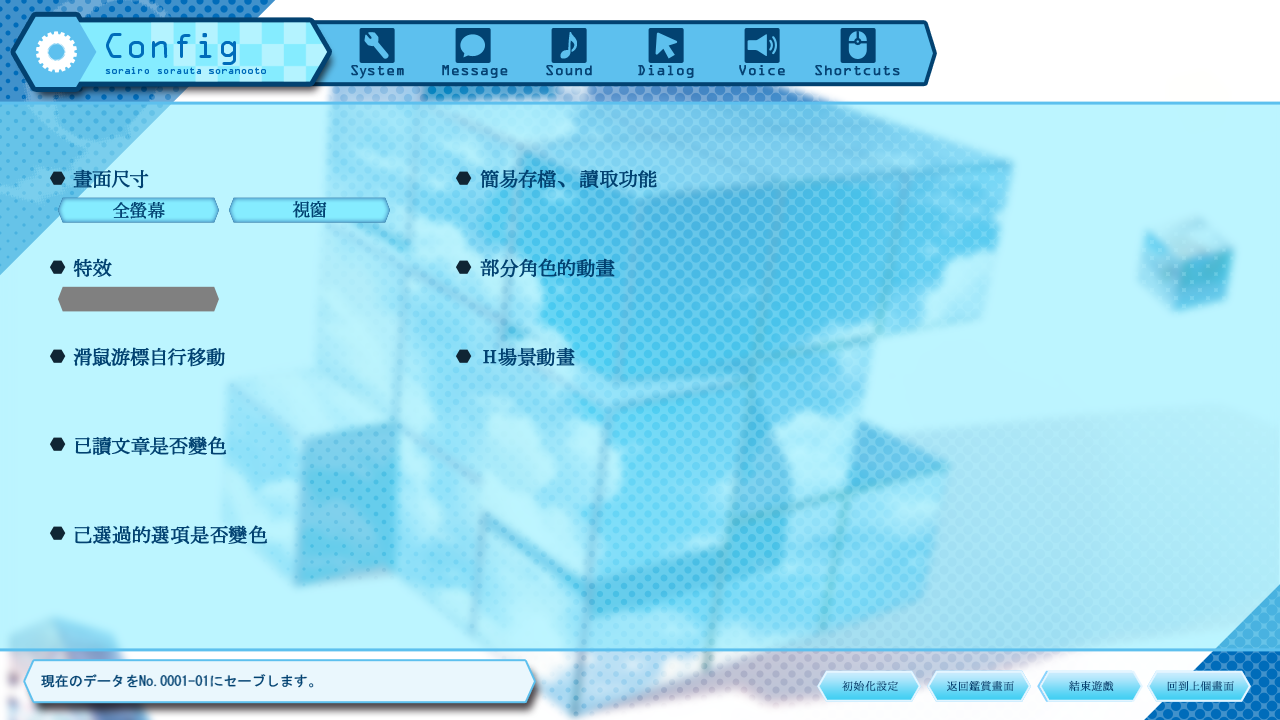 Config
sorairo sorauta soranooto
System
Message
Sound
Dialog
Voice
Shortcuts
畫面尺寸
全螢幕
視窗
特效
滑鼠游標自行移動
已讀文章是否變色
已選過的選項是否變色
簡易存檔、讀取功能
部分角色的動畫
H場景動畫
現在のデータをNo.0001-01にセーブします。
初始化設定
返回鑑賞畫面
結束遊戲
回到上個畫面